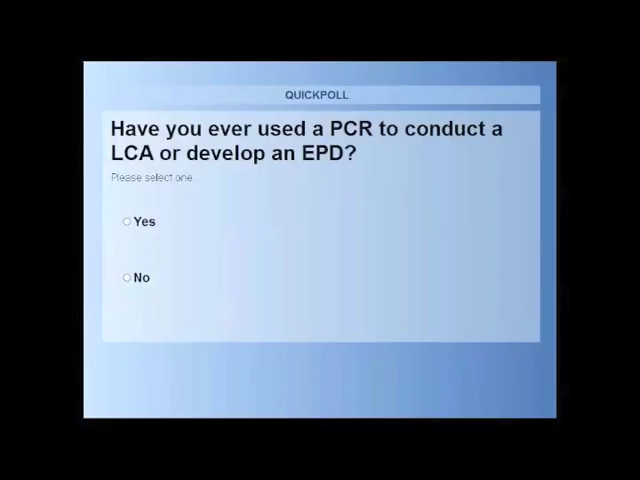 QUICKPOLL
Have you ever used a PCR to conduct a
LCA or develop an EPD?
Please select one.
Yes
No